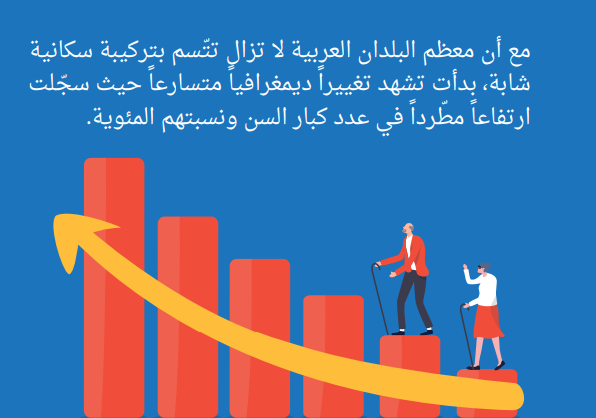 مع أن معظم البلدان العربية لا تزال تتّسم بتركيبة سكانية
شابة، بدأت تشهد تغييراً ديمغرافياً متسارعاً حيث سجّلت
ارتفاعاً مطّرداً في عدد كبار السن ونسبتهم المئوية.